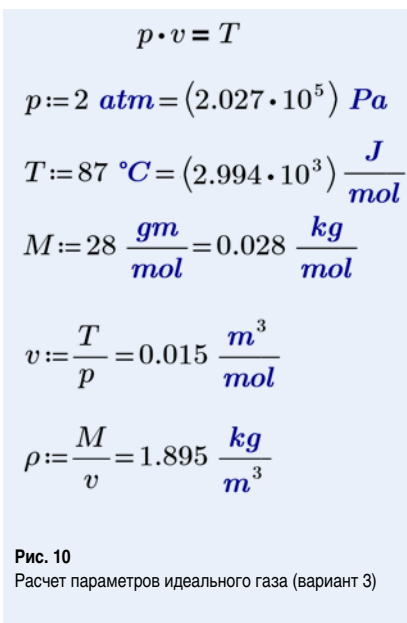 p·v = T
p:=2 atm=(2.027·10⁵) Pa
T:=87 °C=(2.994·10³) J/mol
M:=28 gm/mol=0.028 kg/mol
v:=T/p=0.015 m³/mol
ρ:=M/v=1.895 kg/m³
Рис. 10
Расчет параметров идеального газа (вариант 3)